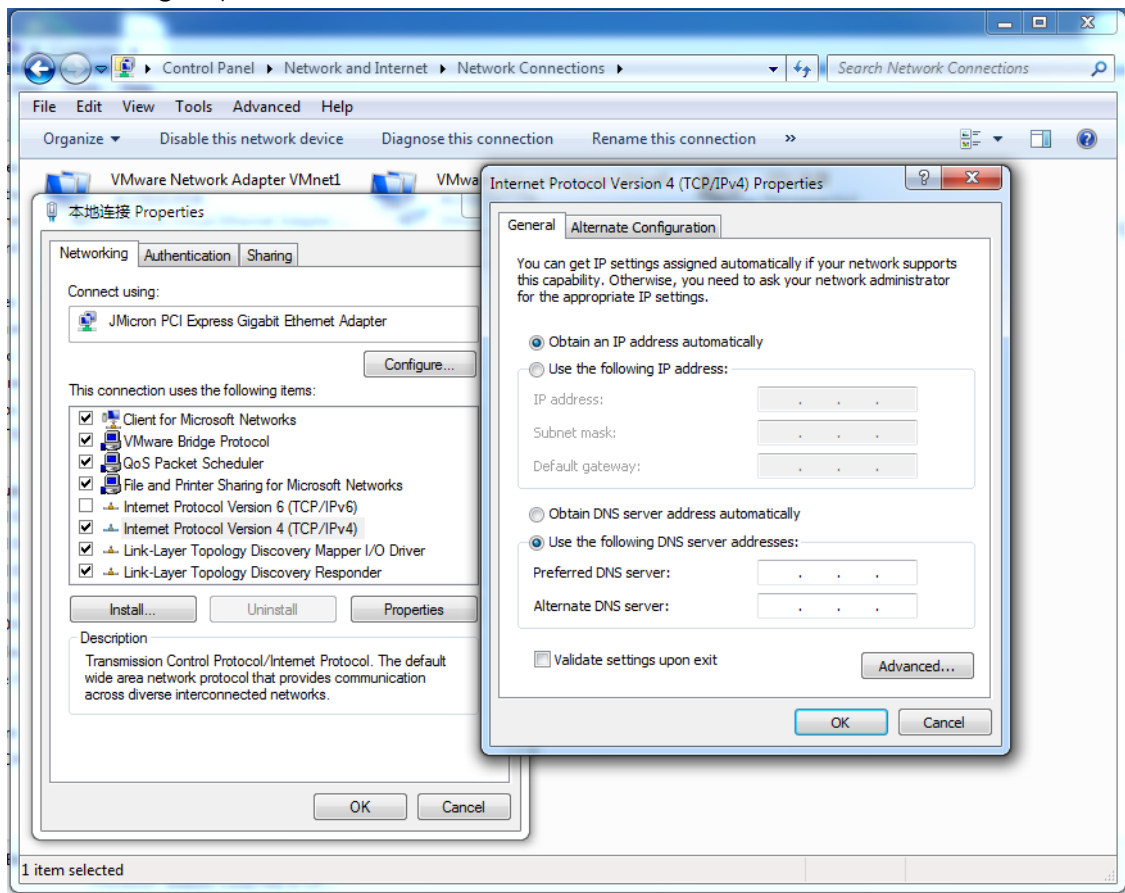 Control Panel ▸ Network and Internet ▸ Network Connections ▸
Search Network Connections
File Edit View Tools Advanced Help
Organize Disable this network device Diagnose this connection Rename this connection »
VMware Network Adapter VMnet1
本地连接 Properties
Networking Authentication Sharing
Connect using:
JMicron PCI Express Gigabit Ethernet Adapter
Configure...
This connection uses the following items:
Client for Microsoft Networks
VMware Bridge Protocol
QoS Packet Scheduler
File and Printer Sharing for Microsoft Networks
Internet Protocol Version 6 (TCP/IPv6)
Internet Protocol Version 4 (TCP/IPv4)
Link-Layer Topology Discovery Mapper I/O Driver
Link-Layer Topology Discovery Responder
Install... Uninstall Properties
Description
Transmission Control Protocol/Internet Protocol. The default
wide area network protocol that provides communication
across diverse interconnected networks.
OK Cancel
Internet Protocol Version 4 (TCP/IPv4) Properties
General Alternate Configuration
You can get IP settings assigned automatically if your network supports
this capability. Otherwise, you need to ask your network administrator
for the appropriate IP settings.
Obtain an IP address automatically
Use the following IP address:
IP address:
Subnet mask:
Default gateway:
Obtain DNS server address automatically
Use the following DNS server addresses:
Preferred DNS server:
Alternate DNS server:
Validate settings upon exit
Advanced...
OK Cancel
1 item selected